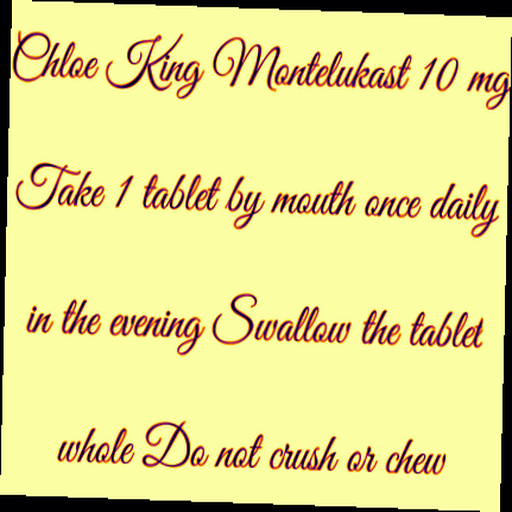 Chloe King Montelukast 10 mg
Take 1 tablet by mouth once daily
in the evening Swallow the tablet
whole Do not crush or chew